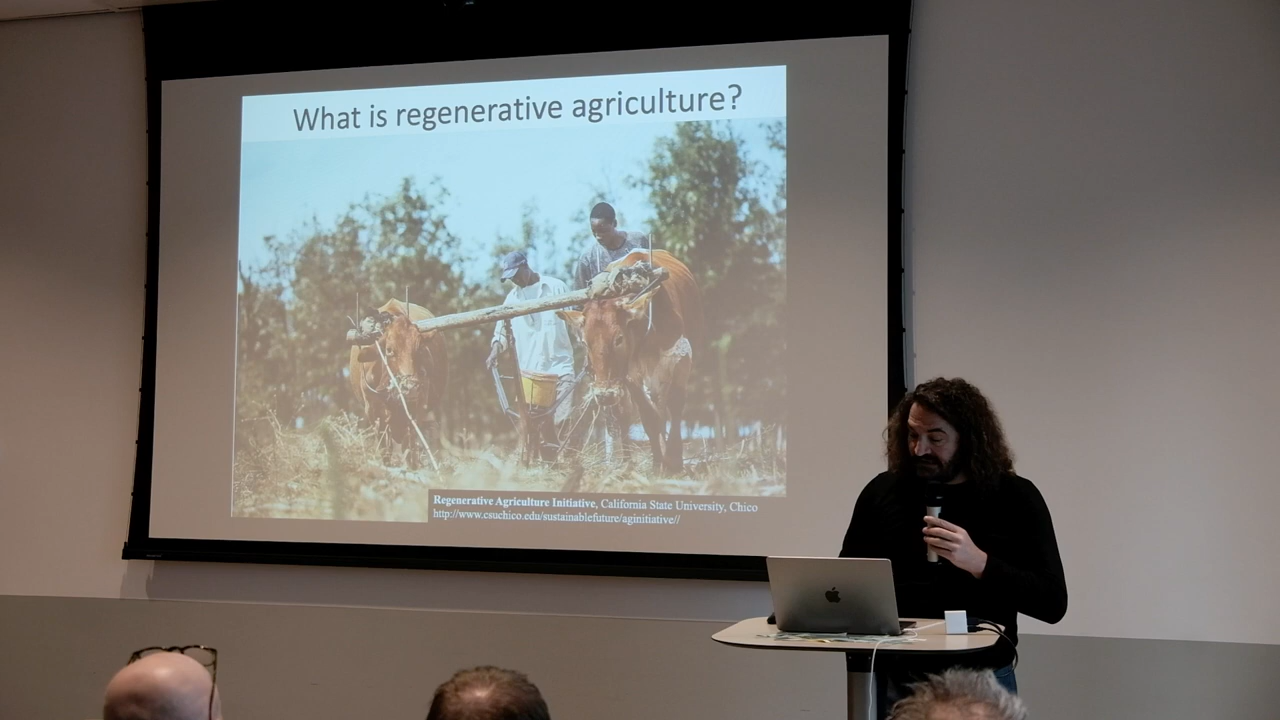 What is regenerative agriculture?
Regenerative Agriculture Initiative, California State University, Chico
http://www.csuchico.edu/sustainablefuture/aginitiative//